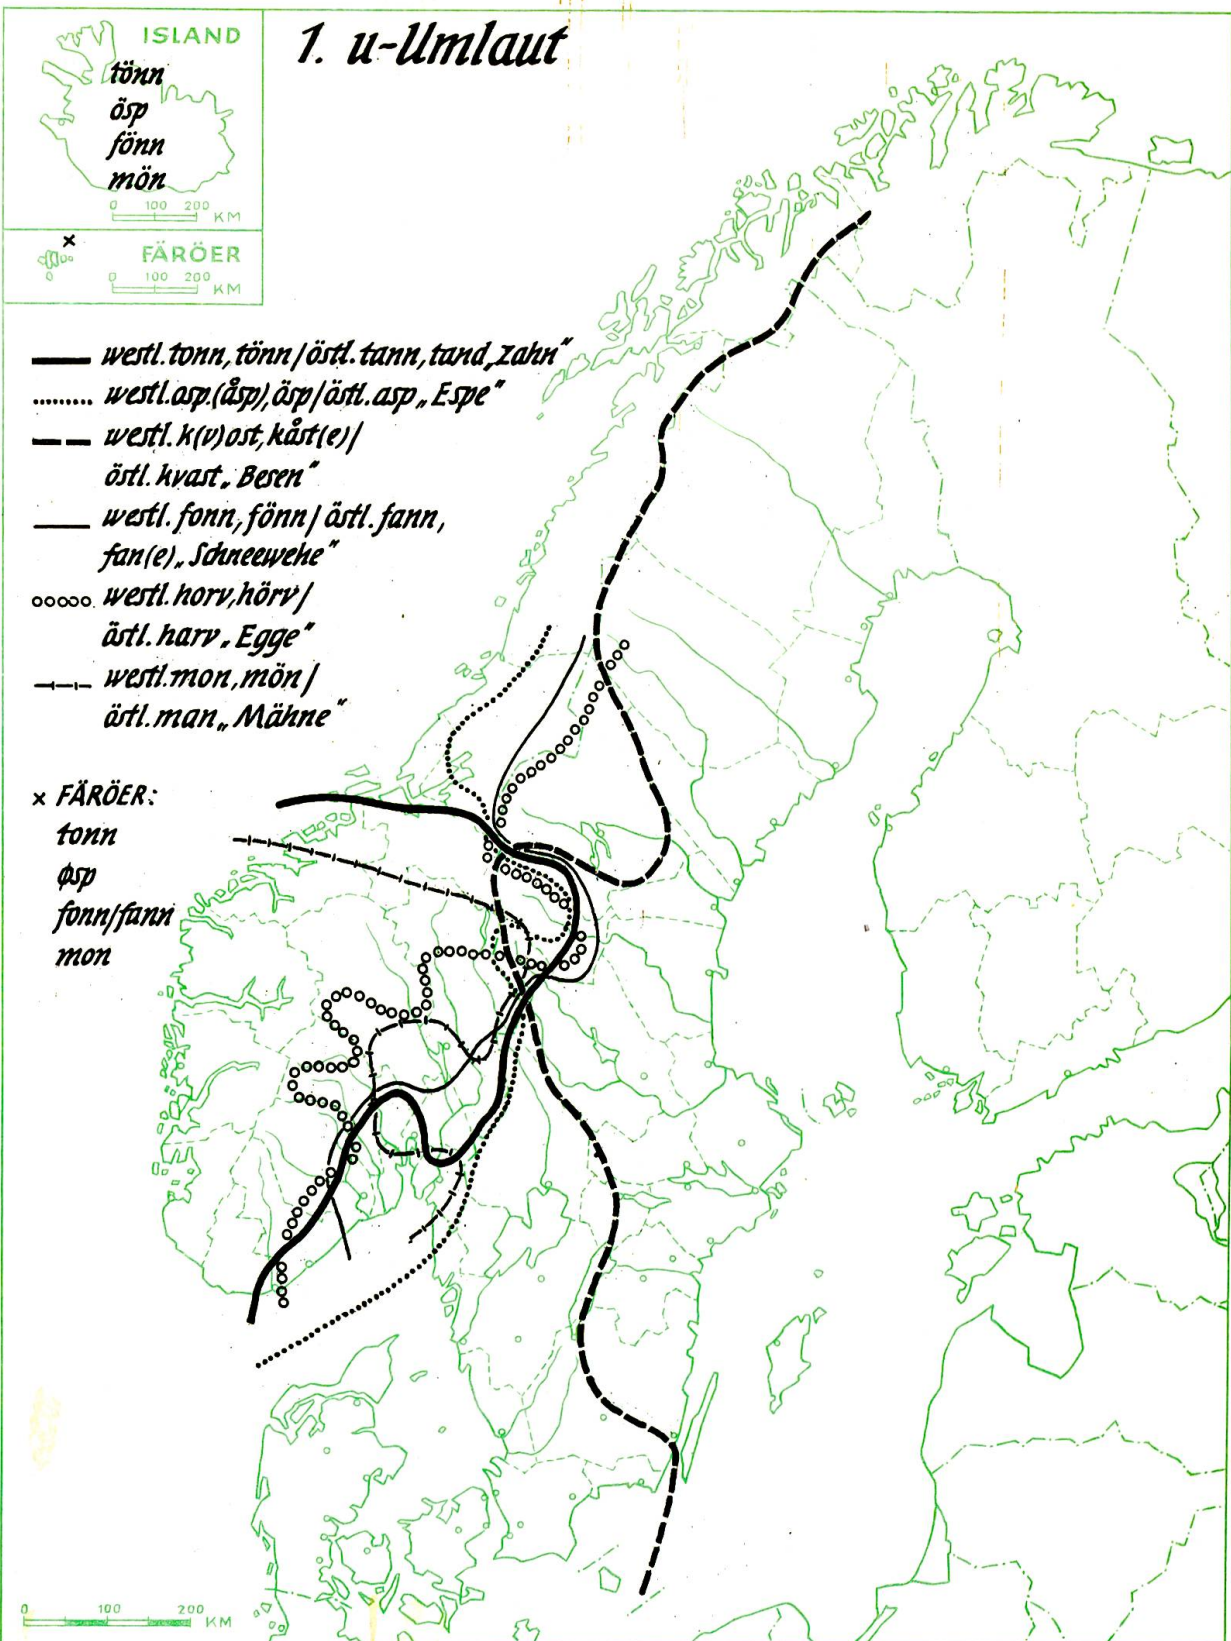 1. u-Umlaut
ISLAND
tönn
ösp
fönn
mön
0 100 200
KM
FÄRÖER
×
0 100 200
KM
westl. tonn, tönn / östl. tann, tand „Zahn"
westl. osp. (åsp), ösp / östl. asp „Espe"
westl. k(v)ost, kåst(e) /
östl. kvast „Besen"
westl. fonn, fönn / östl. fann,
fan(e) „Schneewehe"
westl. horv, hörv /
östl. harv „Egge"
westl. mon, mön /
östl. man „Mähne"
× FÄRÖER:
tonn
øsp
fonn/fann
mon
0 100 200
KM